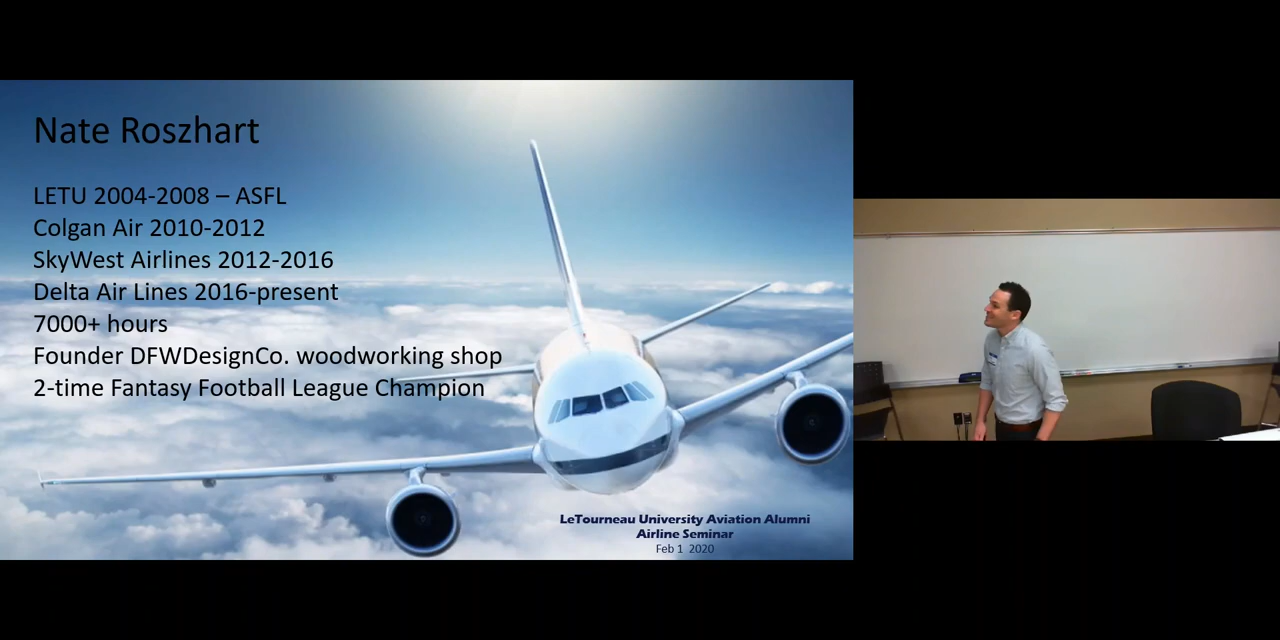 Nate Roszhart
LETU 2004-2008 – ASFL
Colgan Air 2010-2012
SkyWest Airlines 2012-2016
Delta Air Lines 2016-present
7000+ hours
Founder DFWDesignCo. woodworking shop
2-time Fantasy Football League Champion
LeTourneau University Aviation Alumni
Airline Seminar
Feb 1 2020